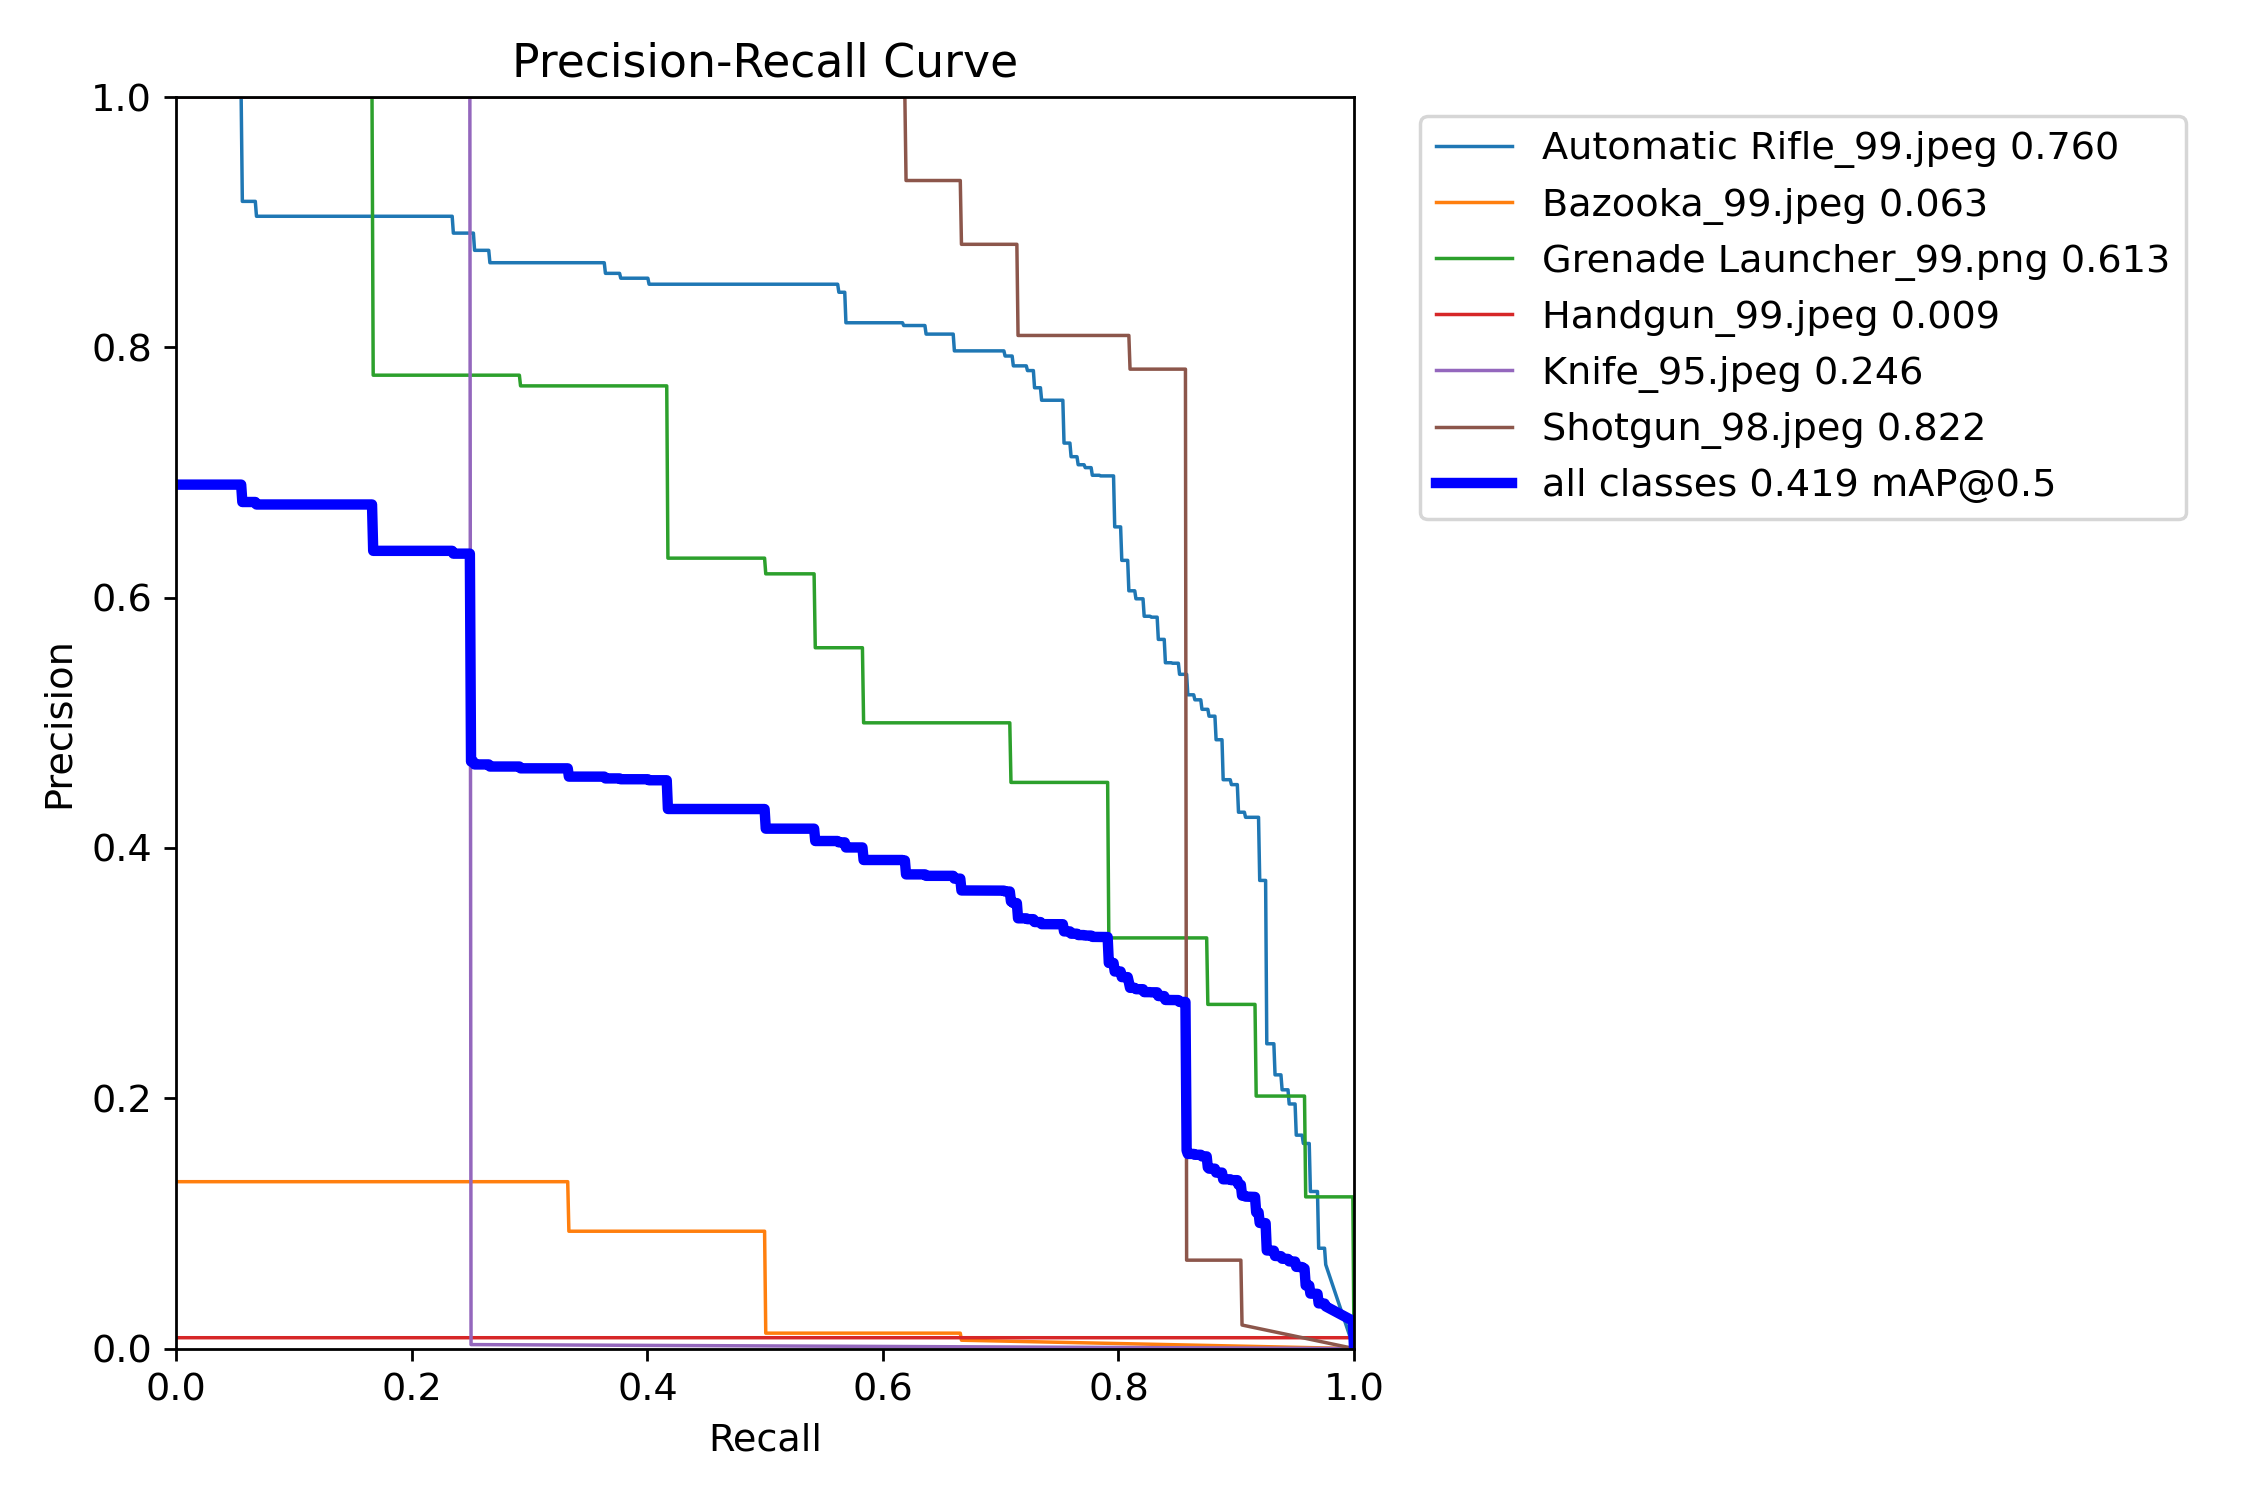 Precision-Recall Curve
1.0
0.8
0.6
0.4
0.2
0.0
Precision
0.0 0.2 0.4 0.6 0.8 1.0
Recall
Automatic Rifle_99.jpeg 0.760
Bazooka_99.jpeg 0.063
Grenade Launcher_99.png 0.613
Handgun_99.jpeg 0.009
Knife_95.jpeg 0.246
Shotgun_98.jpeg 0.822
all classes 0.419 mAP@0.5